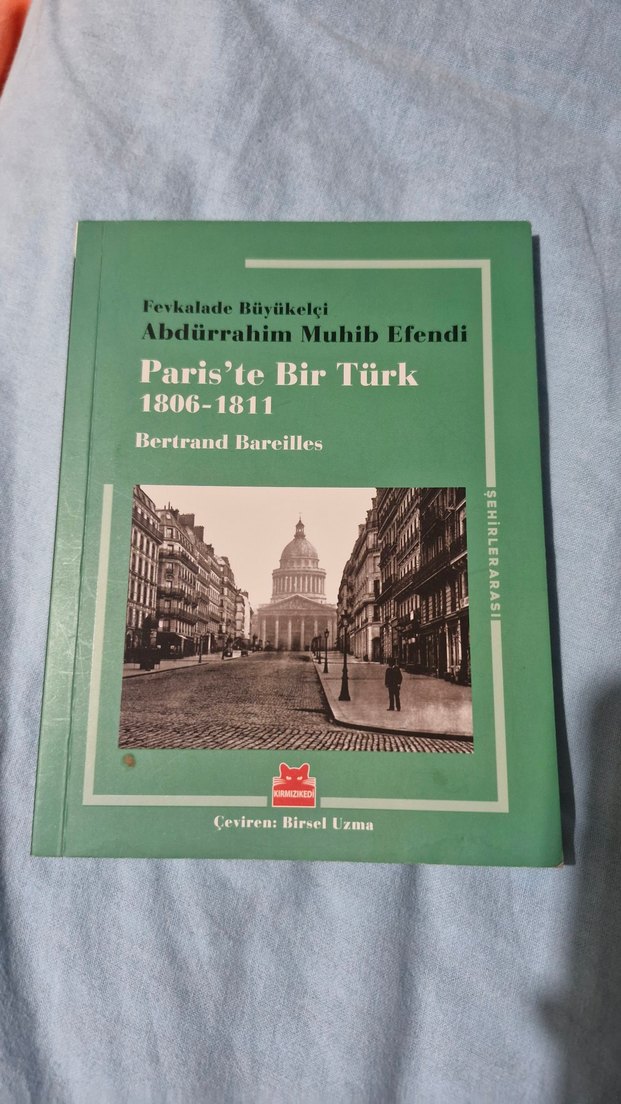 Fevkalade Büyükelçi
Abdürrahim Muhib Efendi
Paris'te Bir Türk
1806-1811
Bertrand Bareilles
ŞEHİRLERARASI
KIRMIZIKEDİ
Çeviren: Birsel Uzma